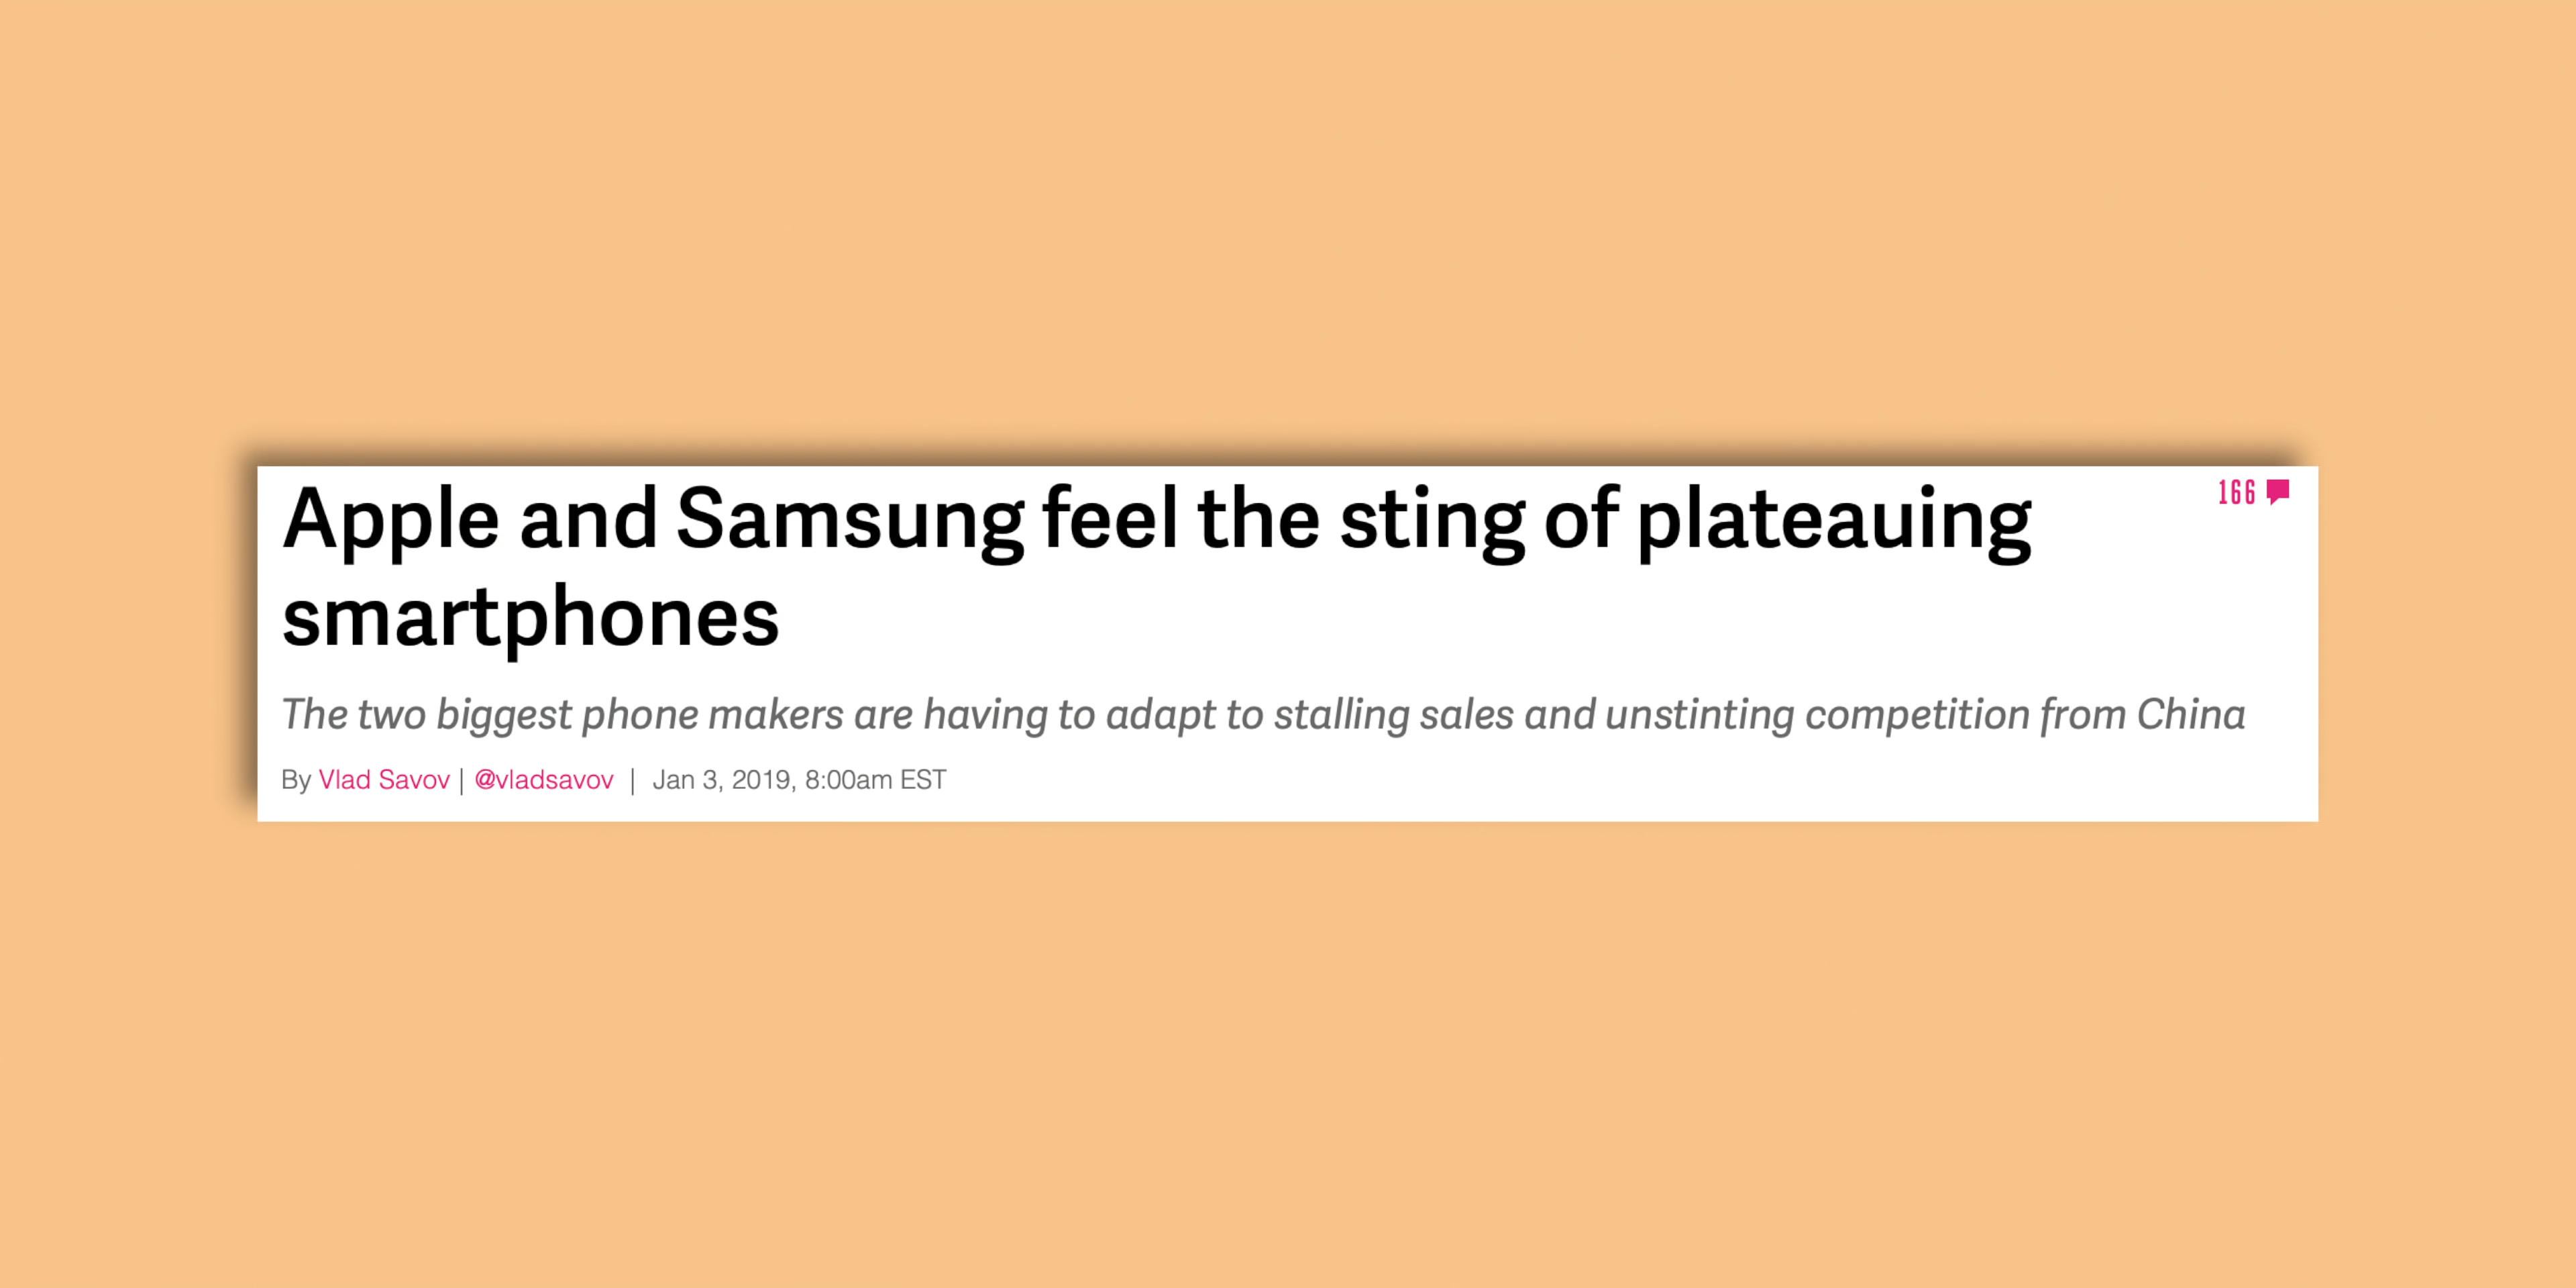 Apple and Samsung feel the sting of plateauing
166
smartphones
The two biggest phone makers are having to adapt to stalling sales and unstinting competition from China
By Vlad Savov | @vladsavov | Jan 3, 2019, 8:00am EST